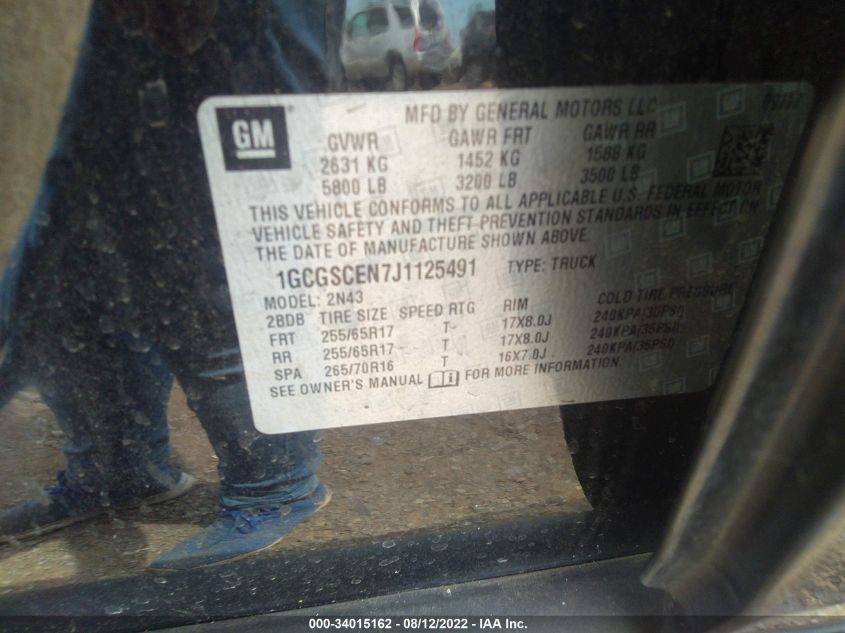 GM
MFD BY GENERAL MOTORS LLC
GVWR GAWR FRT GAWR RR
2631 KG 1452 KG 1588 KG
5800 LB 3200 LB 3500 LB
THIS VEHICLE CONFORMS TO ALL APPLICABLE U.S. FEDERAL MOTOR
VEHICLE SAFETY AND THEFT PREVENTION STANDARDS IN EFFECT ON
THE DATE OF MANUFACTURE SHOWN ABOVE.
1GCGSCEN7J1125491 TYPE: TRUCK
MODEL: 2N43
2BDB TIRE SIZE SPEED RTG RIM COLD TIRE PRESSURE
FRT 255/65R17 T 17X8.0J 240KPA(35PSI)
RR 255/65R17 T 17X8.0J 240KPA(35PSI)
SPA 265/70R16 T 16X7.0J 240KPA(35PSI)
SEE OWNER'S MANUAL FOR MORE INFORMATION.
000-34015162 - 08/12/2022 - IAA Inc.